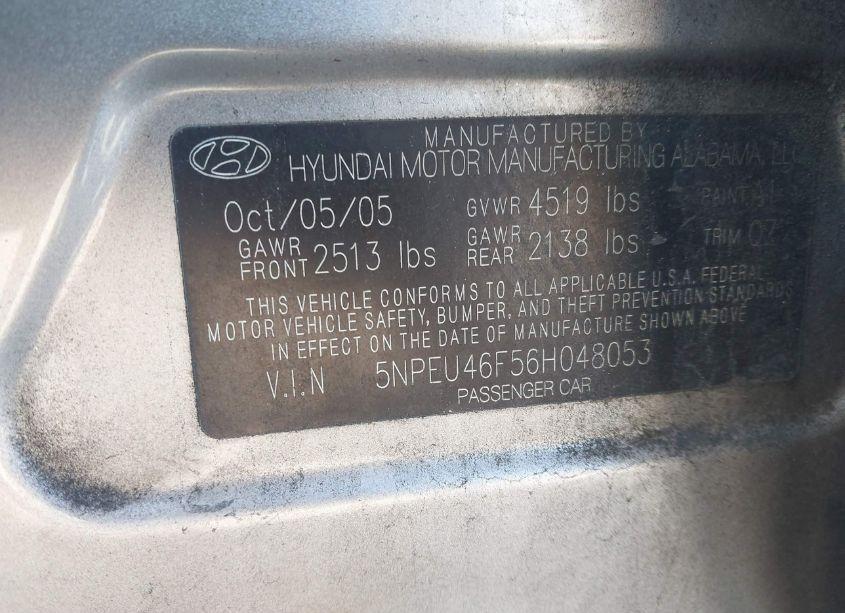 MANUFACTURED BY
HYUNDAI MOTOR MANUFACTURING ALABAMA, LLC
Oct/05/05 GVWR 4519 lbs PAINT
GAWR FRONT 2513 lbs GAWR REAR 2138 lbs TRIM QZ
THIS VEHICLE CONFORMS TO ALL APPLICABLE U.S.A. FEDERAL
MOTOR VEHICLE SAFETY, BUMPER, AND THEFT PREVENTION STANDARDS
IN EFFECT ON THE DATE OF MANUFACTURE SHOWN ABOVE
V.I.N 5NPEU46F56H048053
PASSENGER CAR